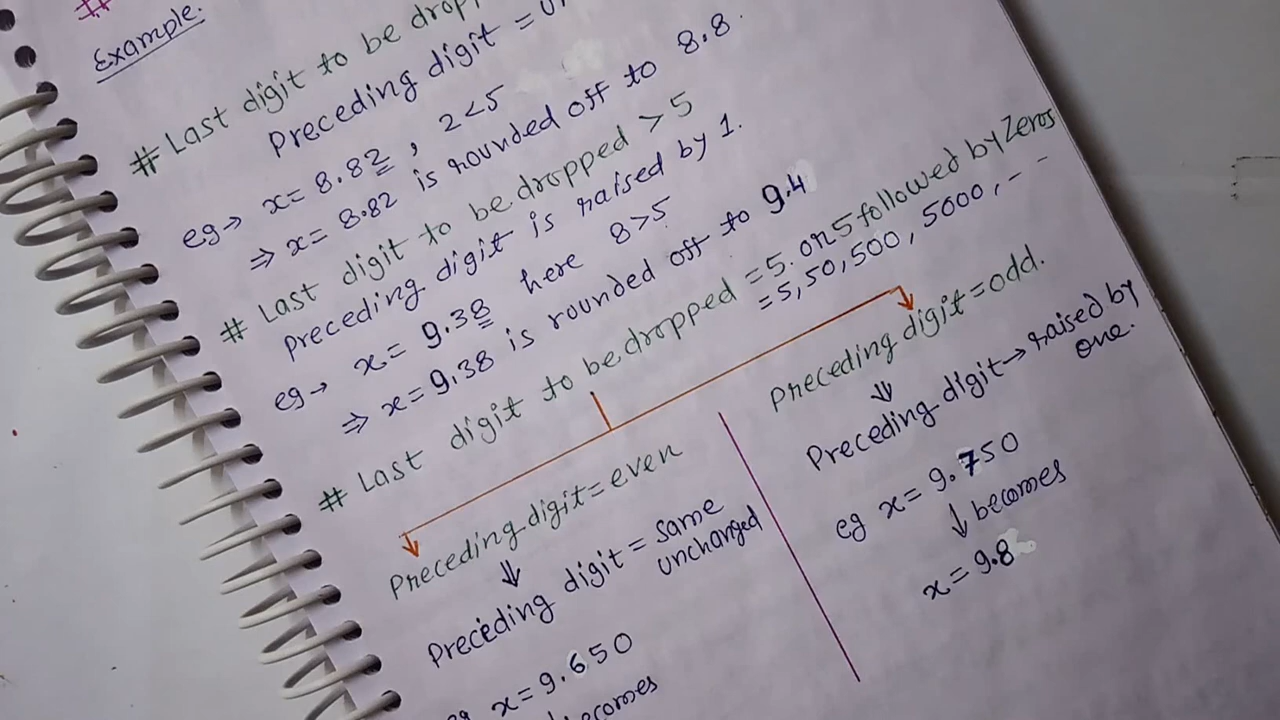 #
Example.
# Last digit to be
Preceding digit =
eg→ x= 8.82 , 2<5
⇒ x= 8.82 is rounded off to 8.8.
# Last digit to be dropped > 5
Preceding digit is raised by 1.
eg→ x= 9.38 here 8>5
⇒ x= 9.38 is rounded off to 9.4
# Last digit to be dropped = 5. or 5 followed by Zeros
= 5, 50, 500, 5000, - -
Preceding digit = even
⇓
Preceding digit = same
unchanged
x= 9.650
Preceding digit = odd.
⇓
Preceding digit → raised by
one.
eg x= 9.750
↓ becomes
x = 9.8